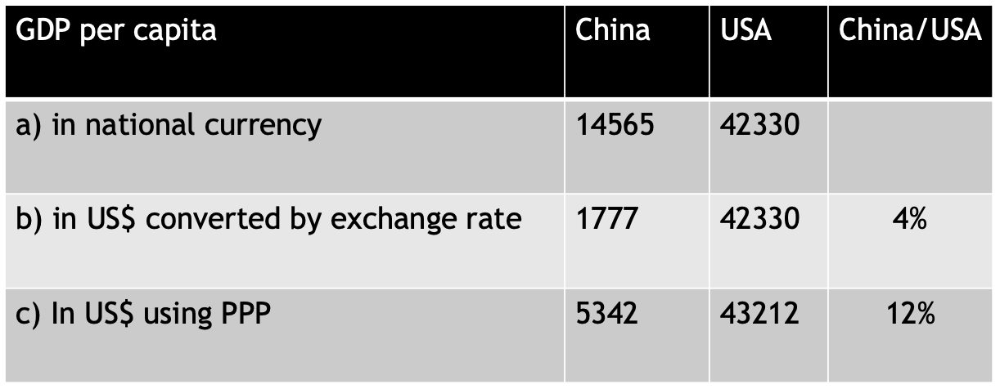 GDP per capita China USA China/USA
a) in national currency 14565 42330
b) in US$ converted by exchange rate 1777 42330 4%
c) In US$ using PPP 5342 43212 12%